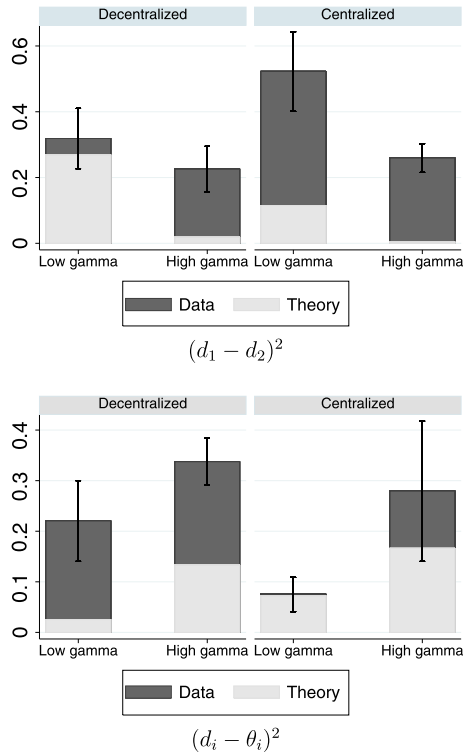 Decentralized Centralized
0.6
0.4
0.2
0
Low gamma High gamma Low gamma High gamma
Data Theory
(d₁ − d₂)²
Decentralized Centralized
0.4
0.3
0.2
0.1
0
Low gamma High gamma Low gamma High gamma
Data Theory
(dᵢ − θᵢ)²